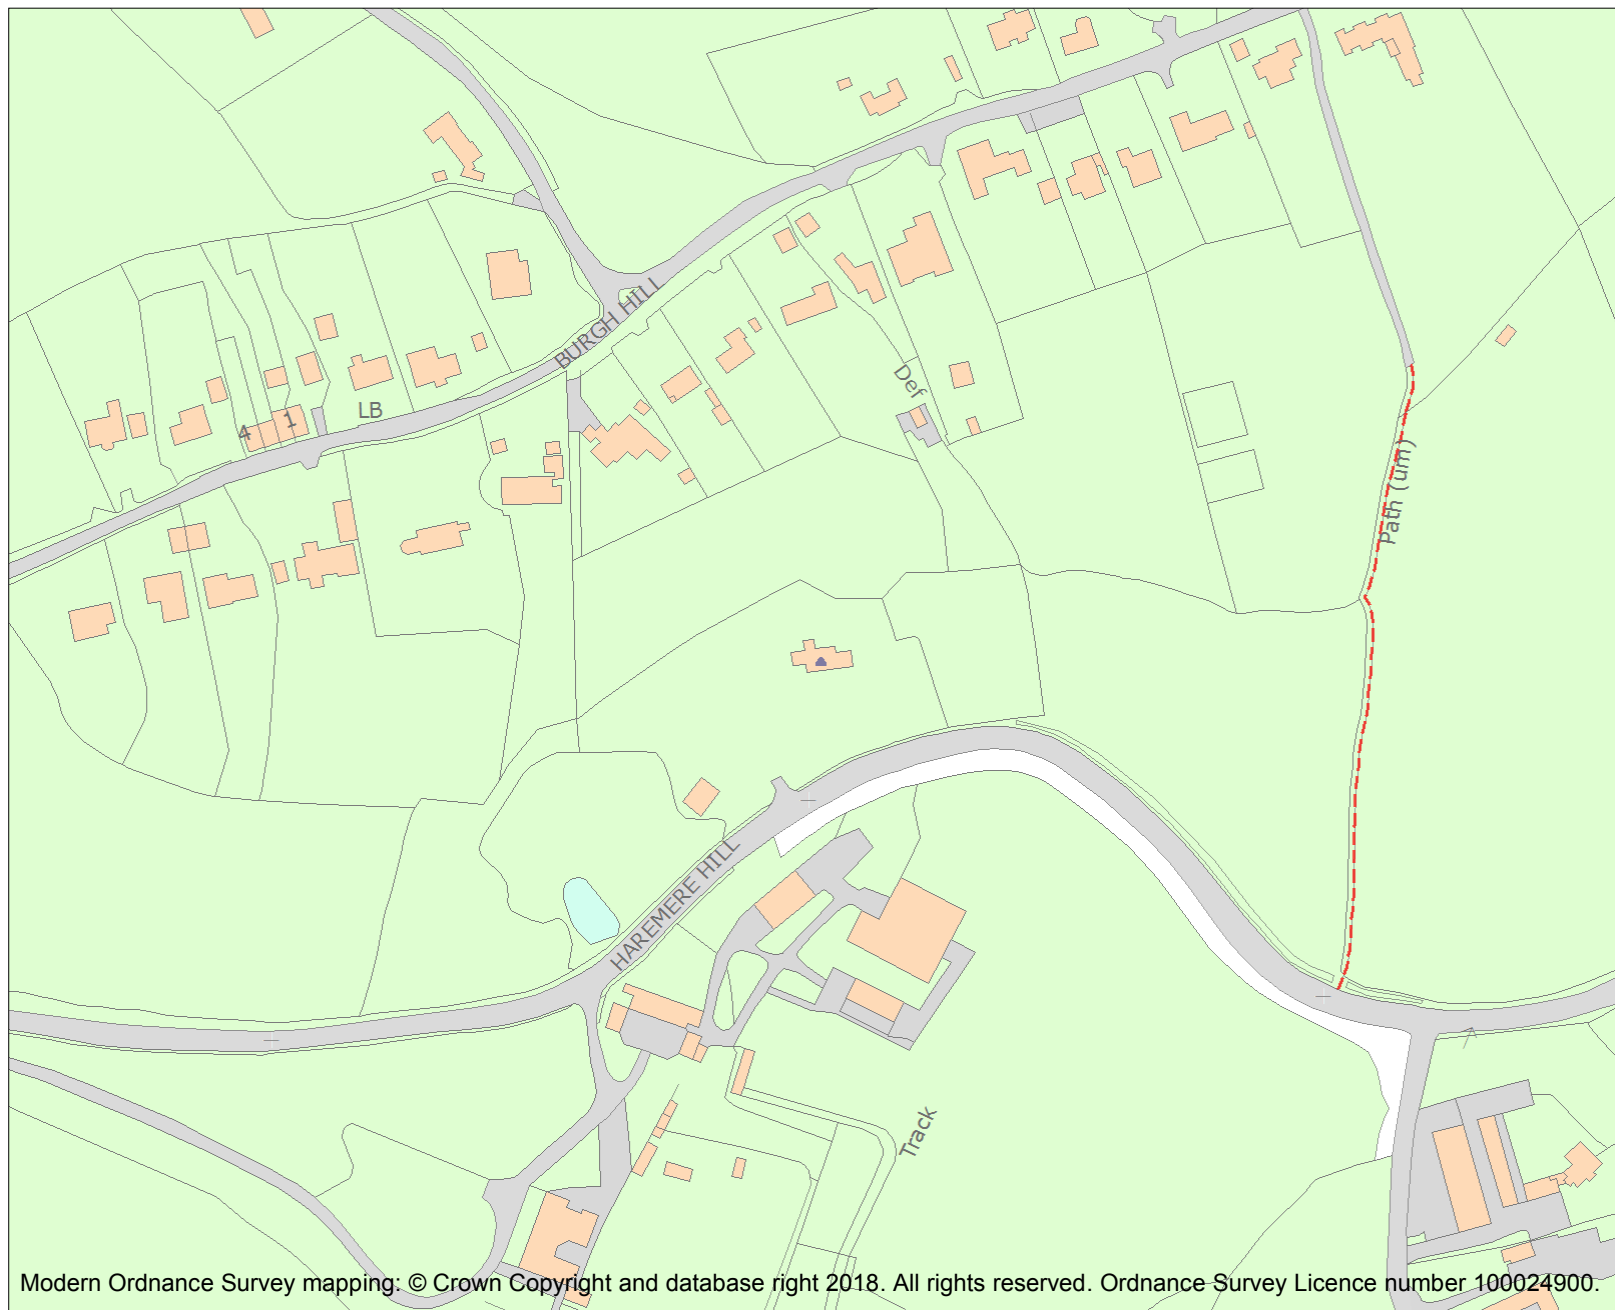 BURGH HILL
Def
LB
1
4
Path (um)
HAREMERE HILL
Track
Modern Ordnance Survey mapping: © Crown Copyright and database right 2018. All rights reserved. Ordnance Survey Licence number 100024900.